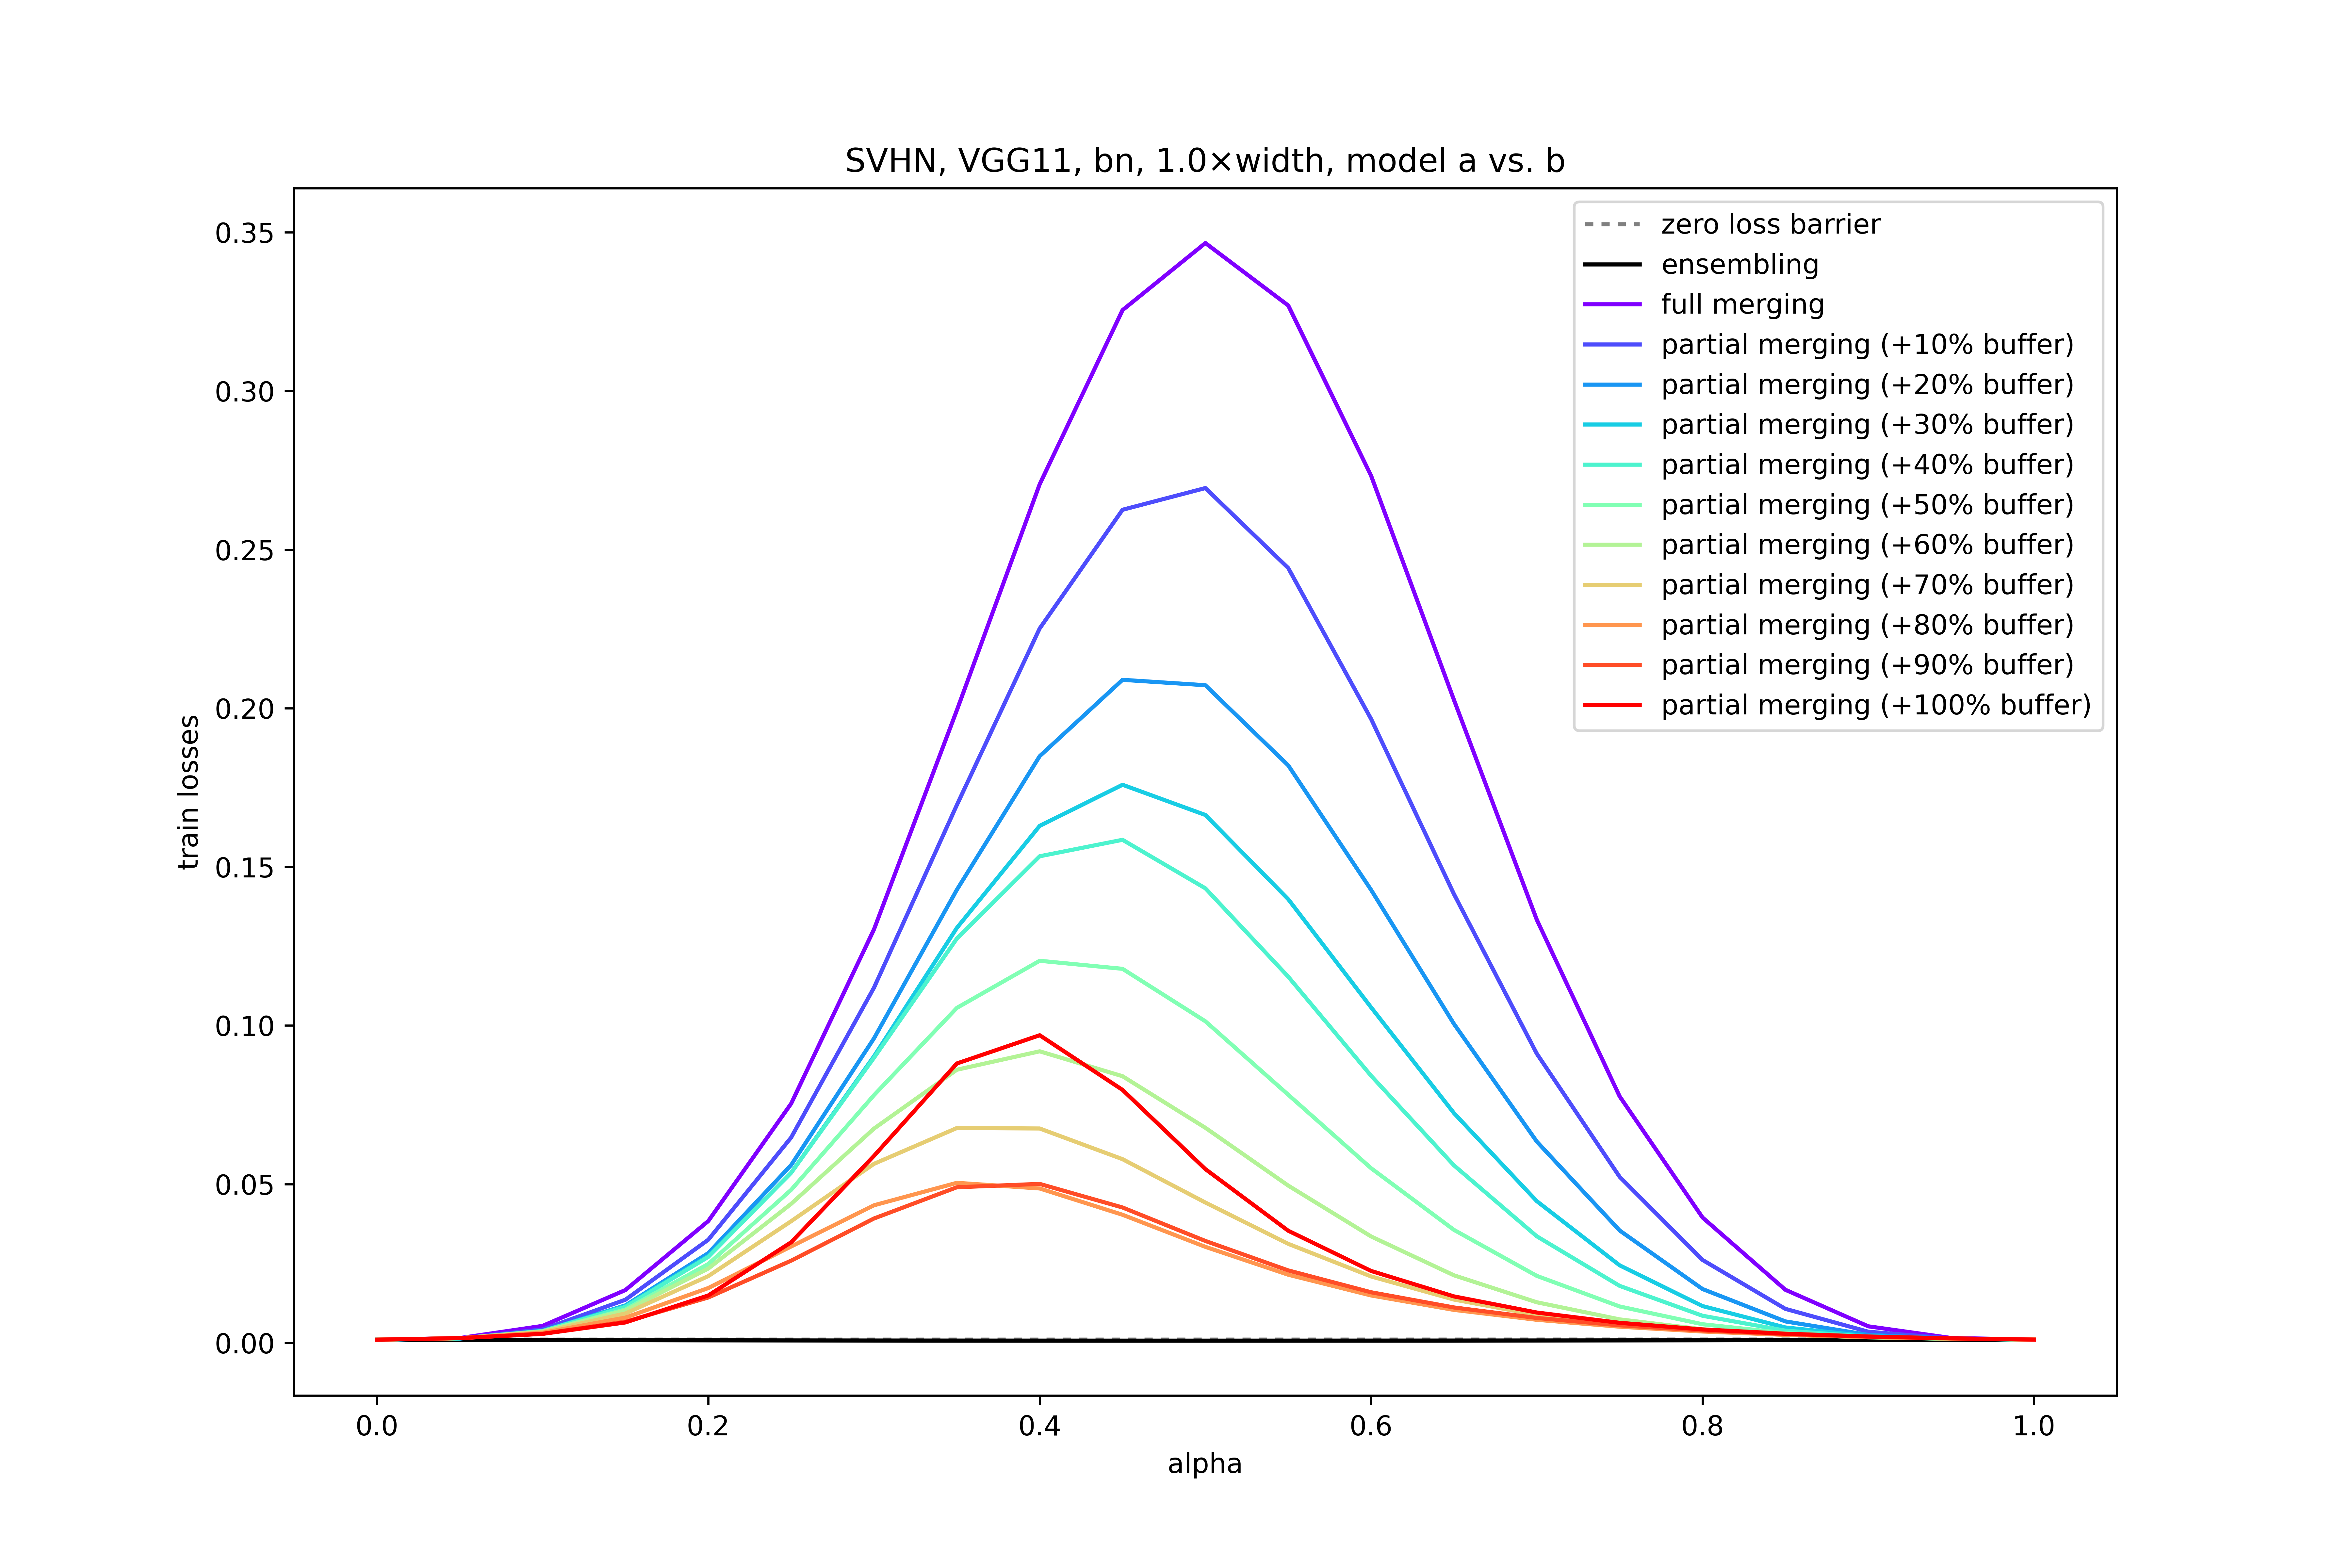 SVHN, VGG11, bn, 1.0×width, model a vs. b
zero loss barrier
ensembling
full merging
partial merging (+10% buffer)
partial merging (+20% buffer)
partial merging (+30% buffer)
partial merging (+40% buffer)
partial merging (+50% buffer)
partial merging (+60% buffer)
partial merging (+70% buffer)
partial merging (+80% buffer)
partial merging (+90% buffer)
partial merging (+100% buffer)
train losses
0.35
0.30
0.25
0.20
0.15
0.10
0.05
0.00
0.0 0.2 0.4 0.6 0.8 1.0
alpha